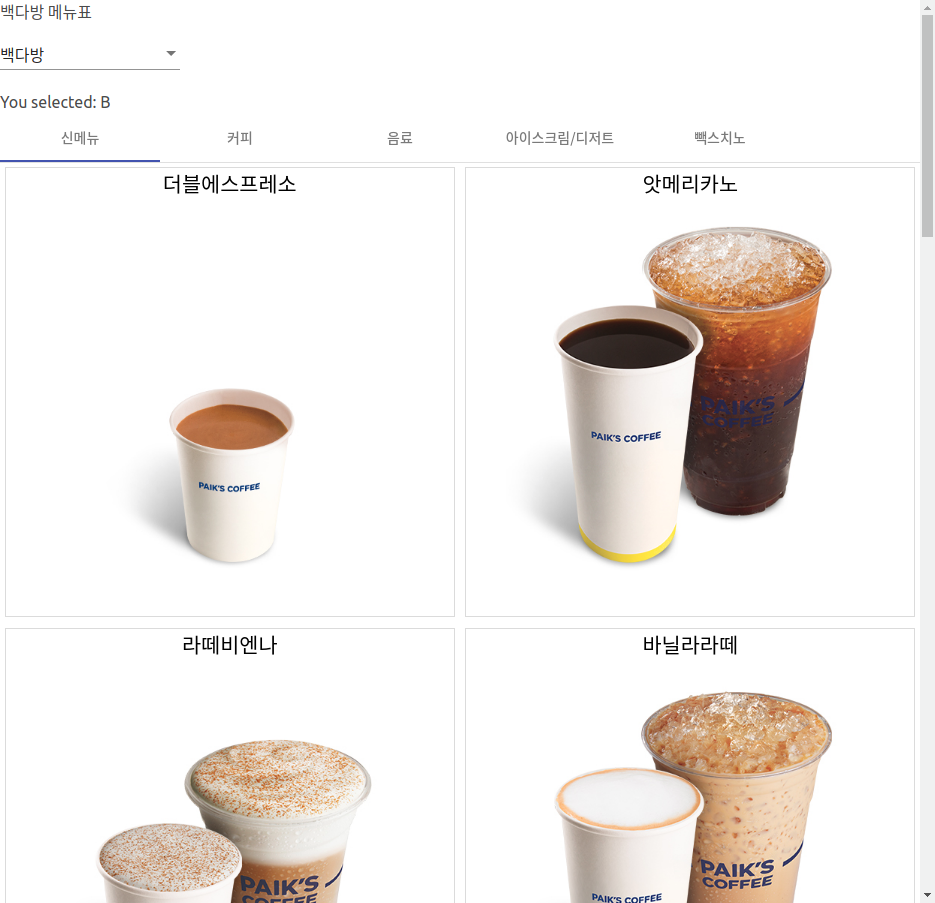 백다방 메뉴표
백다방
You selected: B
신메뉴 커피 음료 아이스크림/디저트 빽스치노
더블에스프레소 앗메리카노
PAIK'S COFFEE
PAIK'S COFFEE
PAIK'S
COFFEE
라떼비엔나 바닐라라떼
PAIK'S
COFFEE
PAIK'S COFFEE
PAIK'S
COFFEE